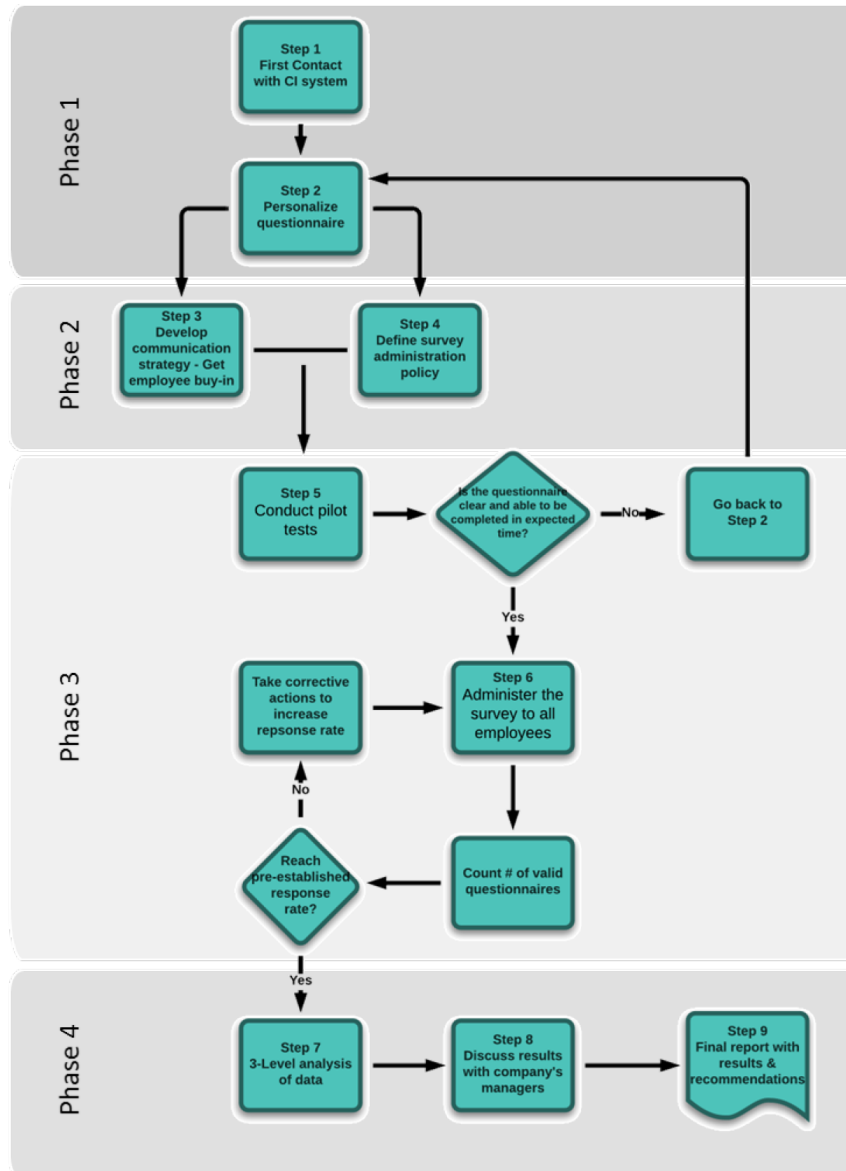 Phase 1
Step 1
First Contact
with CI system
Step 2
Personalize
questionnaire
Phase 2
Step 3
Develop
communication
strategy - Get
employee buy-in
Step 4
Define survey
administration
policy
Phase 3
Step 5
Conduct pilot
tests
Is the questionnaire
clear and able to be
completed in expected
time?
No
Go back to
Step 2
Yes
Take corrective
actions to
increase
repsonse rate
Step 6
Administer the
survey to all
employees
No
Reach
pre-established
response
rate?
Count # of valid
questionnaires
Yes
Phase 4
Step 7
3-Level analysis
of data
Step 8
Discuss results
with company's
managers
Step 9
Final report with
results &
recommendations